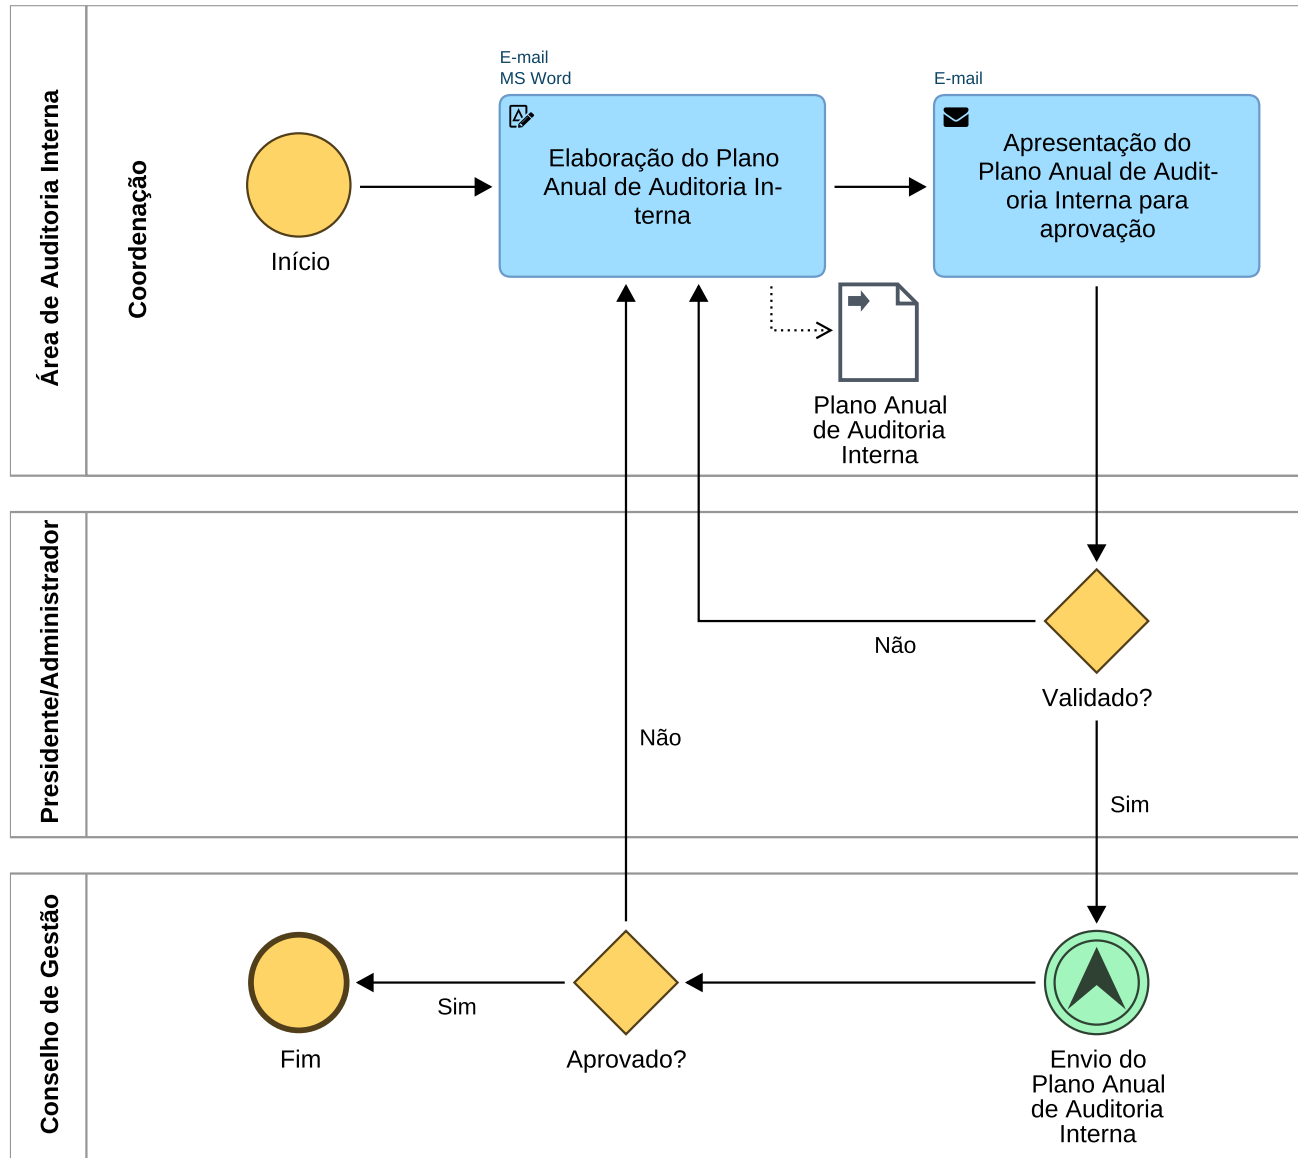 Área de Auditoria Interna
Coordenação
Início
E-mail
MS Word
Elaboração do Plano
Anual de Auditoria In-
terna
E-mail
Apresentação do
Plano Anual de Audit-
oria Interna para
aprovação
Plano Anual
de Auditoria
Interna
Presidente/Administrador
Não
Validado?
Não
Sim
Conselho de Gestão
Fim
Sim
Aprovado?
Envio do
Plano Anual
de Auditoria
Interna